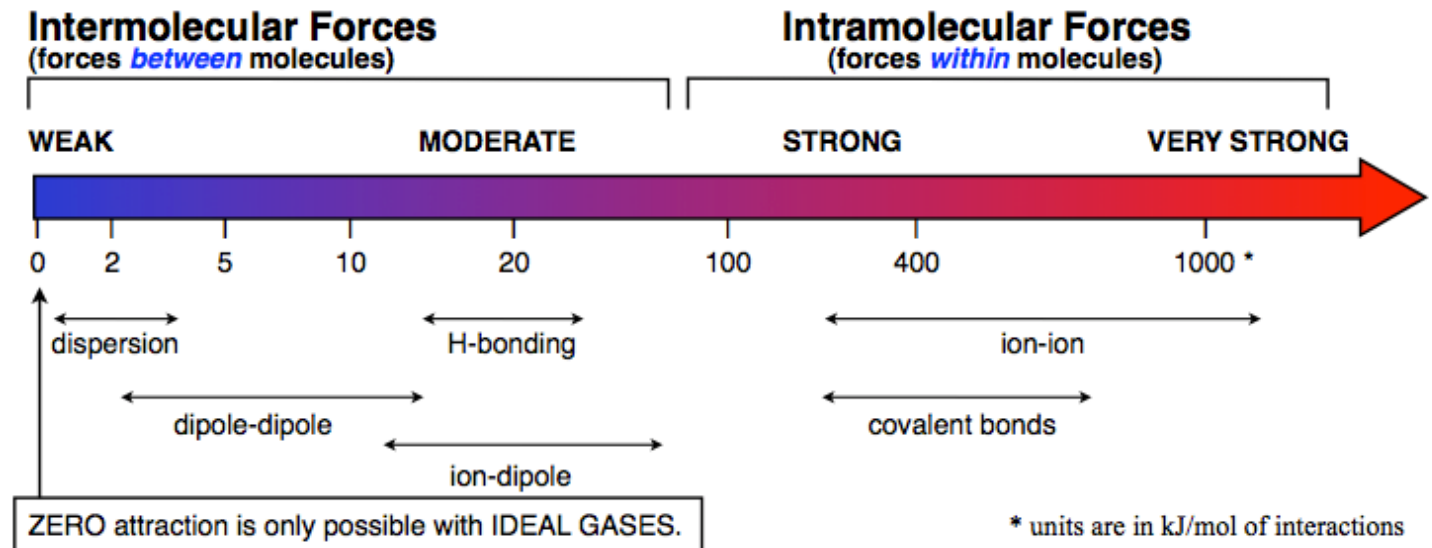 Intermolecular Forces
(forces between molecules)
Intramolecular Forces
(forces within molecules)
WEAK
MODERATE
STRONG
VERY STRONG
0 2 5 10 20 100 400 1000 *
dispersion
H-bonding
ion-ion
dipole-dipole
covalent bonds
ion-dipole
ZERO attraction is only possible with IDEAL GASES.
* units are in kJ/mol of interactions